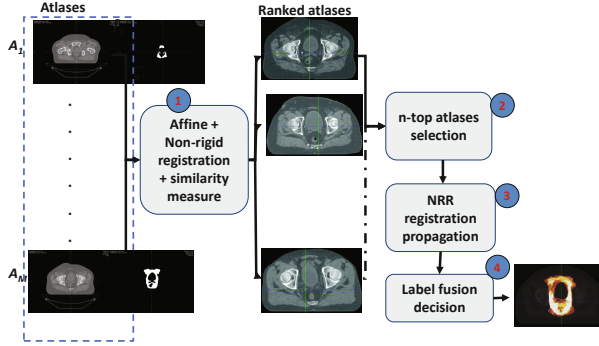 Atlases
Ranked atlases
A1
AM
1
Affine +
Non-rigid
registration
+ similarity
measure
2
n-top atlases
selection
3
NRR
registration
propagation
4
Label fusion
decision